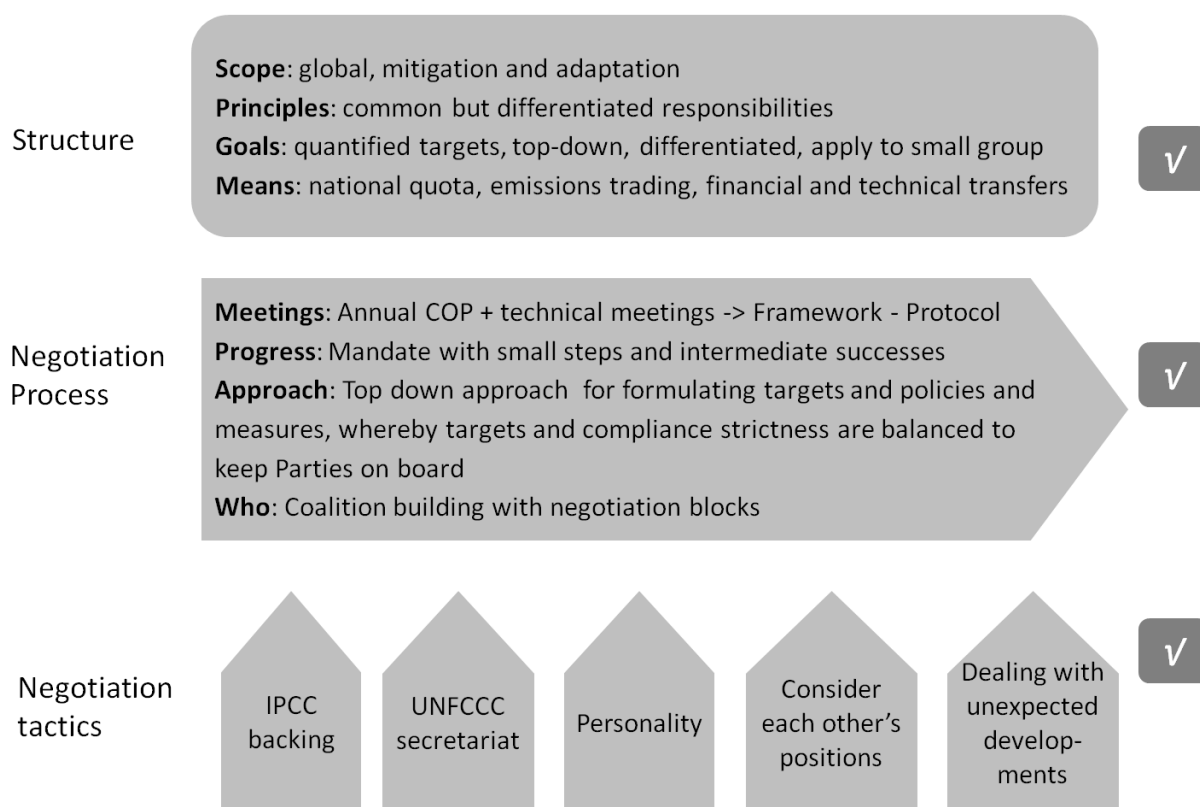 Structure
Scope: global, mitigation and adaptation
Principles: common but differentiated responsibilities
Goals: quantified targets, top-down, differentiated, apply to small group
Means: national quota, emissions trading, financial and technical transfers
√
Negotiation
Process
Meetings: Annual COP + technical meetings -> Framework - Protocol
Progress: Mandate with small steps and intermediate successes
Approach: Top down approach  for formulating targets and policies and
measures, whereby targets and compliance strictness are balanced to
keep Parties on board
Who: Coalition building with negotiation blocks
√
Negotiation
tactics
IPCC
backing
UNFCCC
secretariat
Personality
Consider
each other’s
positions
Dealing with
unexpected
develop-
ments
√